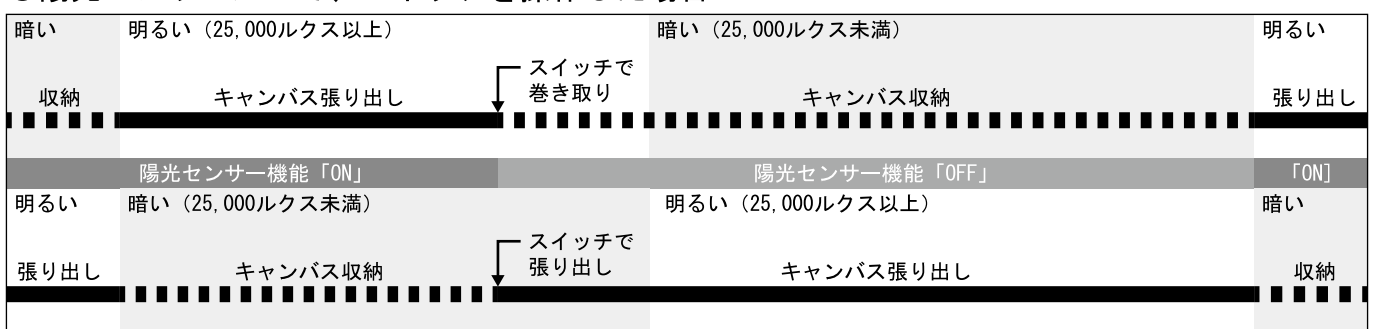 暗い
明るい（25,000ルクス以上）
暗い（25,000ルクス未満）
明るい
スイッチで
巻き取り
収納
キャンバス張り出し
キャンバス収納
張り出し
陽光センサー機能「ON」
陽光センサー機能「OFF」
「ON]
明るい
暗い（25,000ルクス未満）
明るい（25,000ルクス以上）
暗い
スイッチで
張り出し
張り出し
キャンバス収納
キャンバス張り出し
収納